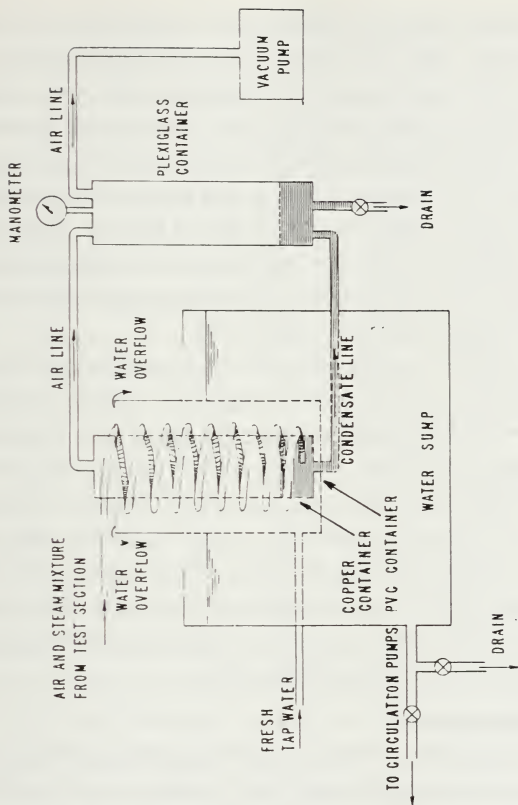 MANOMETER
AIR LINE
AIR LINE
VACUUM
PUMP
PLEXIGLASS
CONTAINER
AIR AND STEAM MIXTURE
FROM TEST SECTION
WATER
OVERFLOW
WATER
OVERFLOW
DRAIN
CONDENSATE LINE
COPPER
CONTAINER
PVC CONTAINER
WATER SUMP
FRESH
TAP WATER
TO CIRCULATION PUMPS
DRAIN